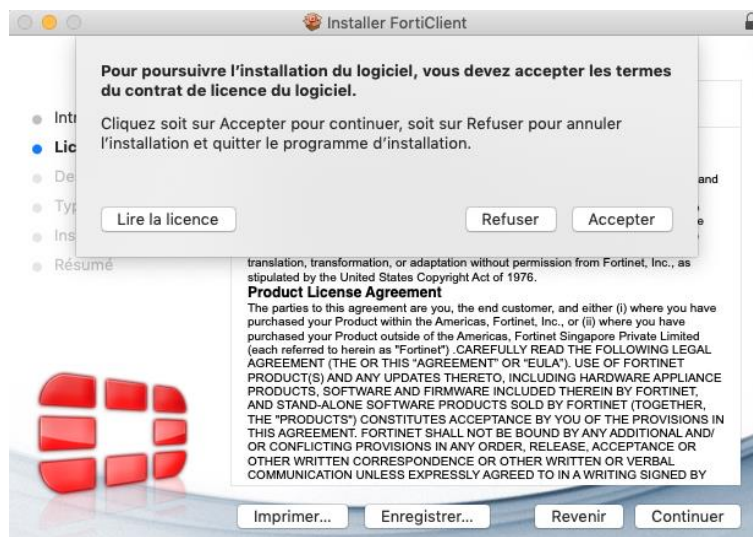 Installer FortiClient
Pour poursuivre l'installation du logiciel, vous devez accepter les termes
du contrat de licence du logiciel.
Cliquez soit sur Accepter pour continuer, soit sur Refuser pour annuler
l'installation et quitter le programme d'installation.
Lire la licence
Refuser
Accepter
Résumé
and
translation, transformation, or adaptation without permission from Fortinet, Inc., as
stipulated by the United States Copyright Act of 1976.
Product License Agreement
The parties to this agreement are you, the end customer, and either (i) where you have
purchased your Product within the Americas, Fortinet, Inc., or (ii) where you have
purchased your Product outside of the Americas, Fortinet Singapore Private Limited
(each referred to herein as "Fortinet") .CAREFULLY READ THE FOLLOWING LEGAL
AGREEMENT (THE OR THIS “AGREEMENT” OR “EULA”). USE OF FORTINET
PRODUCT(S) AND ANY UPDATES THERETO, INCLUDING HARDWARE APPLIANCE
PRODUCTS, SOFTWARE AND FIRMWARE INCLUDED THEREIN BY FORTINET,
AND STAND-ALONE SOFTWARE PRODUCTS SOLD BY FORTINET (TOGETHER,
THE "PRODUCTS") CONSTITUTES ACCEPTANCE BY YOU OF THE PROVISIONS IN
THIS AGREEMENT. FORTINET SHALL NOT BE BOUND BY ANY ADDITIONAL AND/
OR CONFLICTING PROVISIONS IN ANY ORDER, RELEASE, ACCEPTANCE OR
OTHER WRITTEN CORRESPONDENCE OR OTHER WRITTEN OR VERBAL
COMMUNICATION UNLESS EXPRESSLY AGREED TO IN A WRITING SIGNED BY
Imprimer...
Enregistrer...
Revenir
Continuer